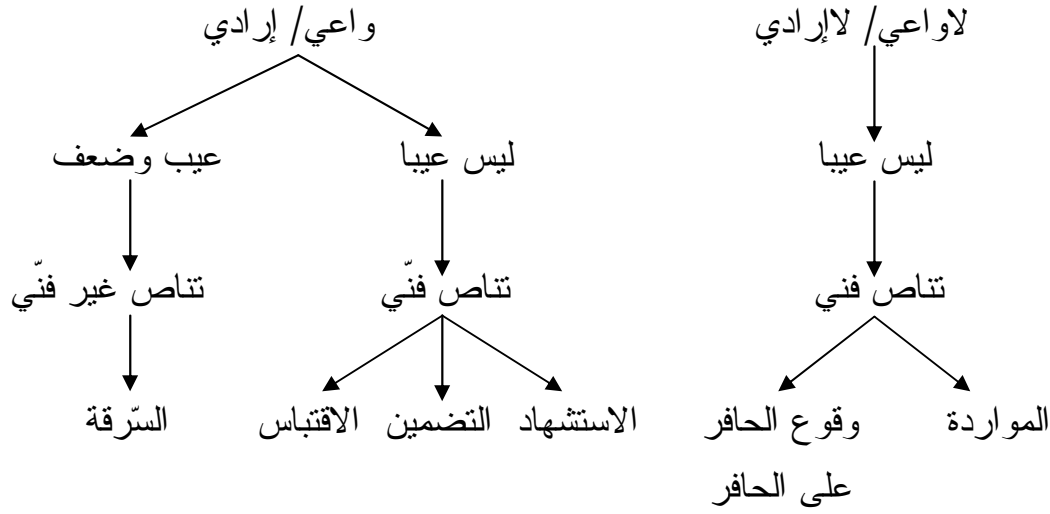 لاواعي/ لاإرادي
واعي/ إرادي
ليس عيبا
ليس عيبا
عيب وضعف
تناص فني
تناص فنّي
تناص غير فنّي
المواردة
وقوع الحافر
على الحافر
الاستشهاد
التضمين
الاقتباس
السّرقة